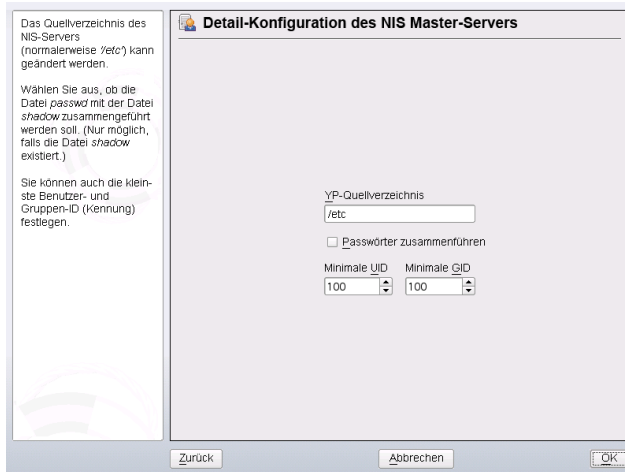 Das Quellverzeichnis des
NIS-Servers
(normalerweise '/etc') kann
geändert werden.
Wählen Sie aus, ob die
Datei passwd mit der Datei
shadow zusammengeführt
werden soll. (Nur möglich,
falls die Datei shadow
existiert.)
Sie können auch die klein-
ste Benutzer- und
Gruppen-ID (Kennung)
festlegen.
Detail-Konfiguration des NIS Master-Servers
YP-Quellverzeichnis
/etc
Passwörter zusammenführen
Minimale UID Minimale GID
100 100
Zurück Abbrechen OK